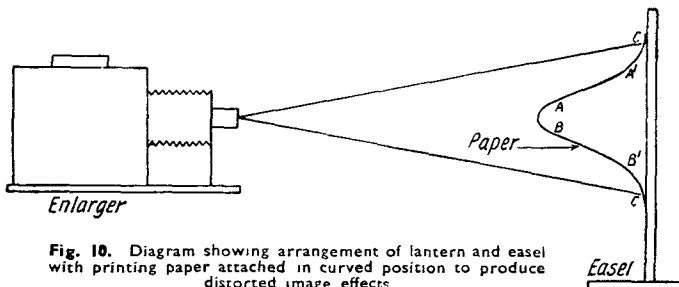 C
A'
A
B
Paper
B'
C
Enlarger
Fig. 10. Diagram showing arrangement of lantern and easel
with printing paper attached in curved position to produce
distorted image effects
Easel